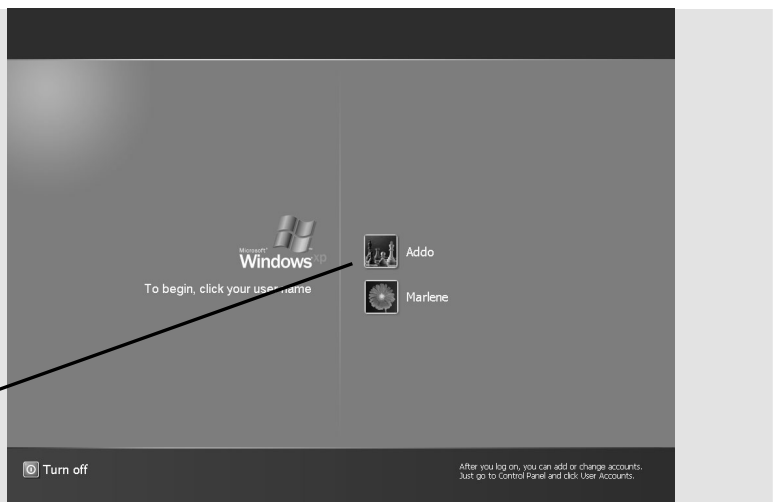 Microsoft®
Windows xp
To begin, click your user name
Addo
Marlene
Turn off
After you log on, you can add or change accounts.
Just go to Control Panel and click User Accounts.